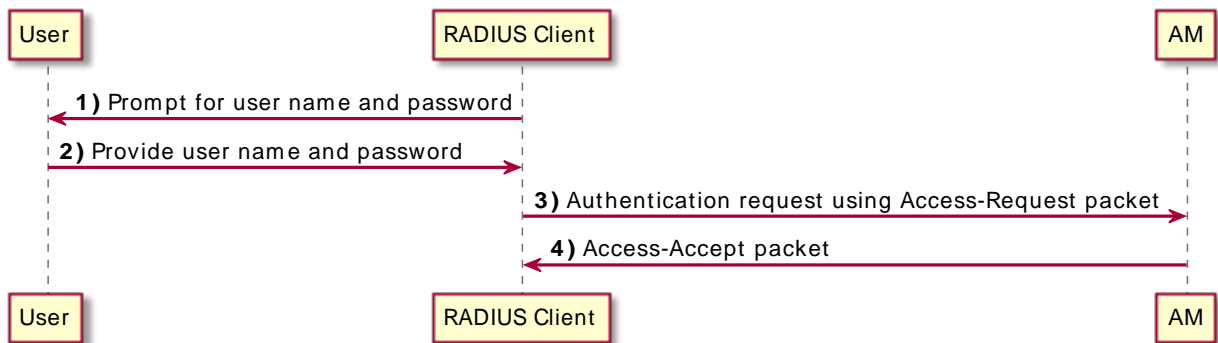 User
RADIUS Client
AM
1) Prompt for user name and password
2) Provide user name and password
3) Authentication request using Access-Request packet
4) Access-Accept packet
User
RADIUS Client
AM